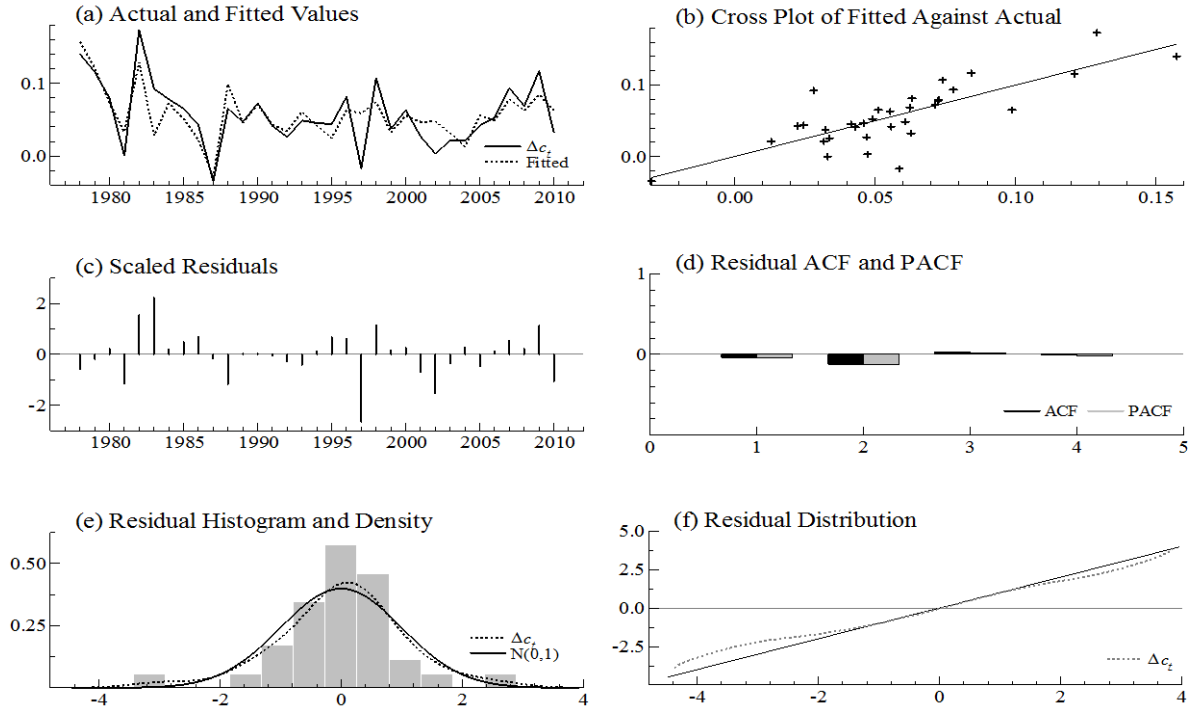 (a) Actual and Fitted Values
0.1
0.0
Δct
Fitted
1980 1985 1990 1995 2000 2005 2010
(b) Cross Plot of Fitted Against Actual
0.1
0.0
0.00 0.05 0.10 0.15
(c) Scaled Residuals
2
0
-2
1980 1985 1990 1995 2000 2005 2010
(d) Residual ACF and PACF
1
0
ACF PACF
0 1 2 3 4 5
(e) Residual Histogram and Density
0.50
0.25
Δct
N(0,1)
-4 -2 0 2 4
(f) Residual Distribution
5.0
2.5
0.0
-2.5
Δct
-4 -2 0 2 4